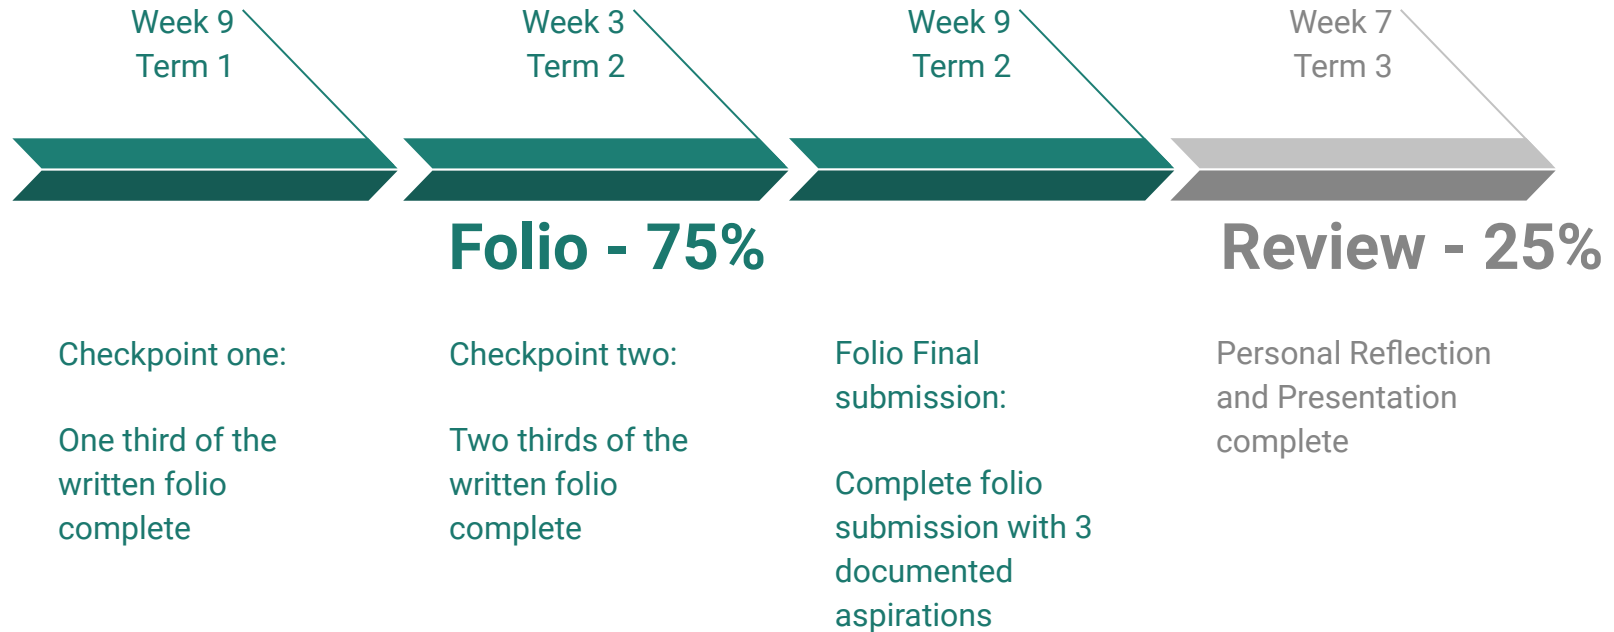 Week 9
Term 1
Week 3
Term 2
Week 9
Term 2
Week 7
Term 3
Folio - 75%
Review - 25%
Checkpoint one:
One third of the
written folio
complete
Checkpoint two:
Two thirds of the
written folio
complete
Folio Final
submission:
Complete folio
submission with 3
documented
aspirations
Personal Reflection
and Presentation
complete